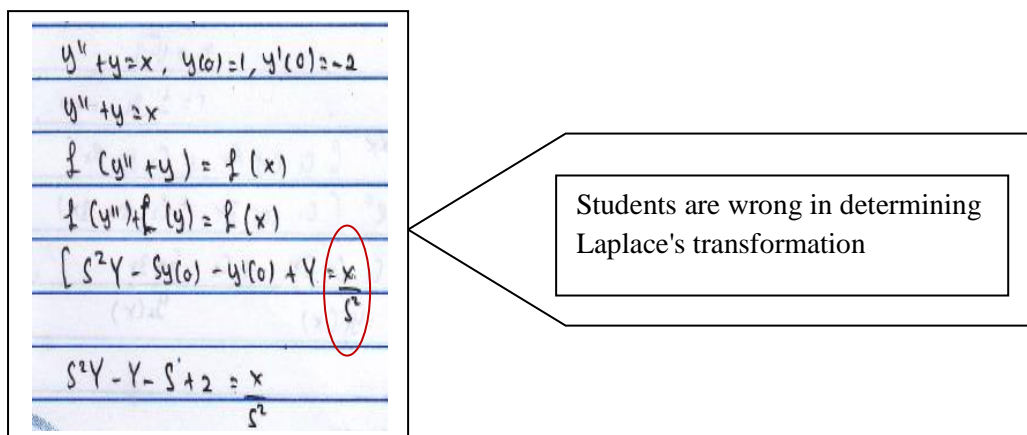 y'' + y = x, y(0) = 1, y'(0) = -2
y'' + y = x
ℒ (y'' + y) = ℒ (x)
ℒ (y'') + ℒ (y) = ℒ (x)
[ S²Y - Sy(0) - y'(0) + Y = x/S²
S²Y - Y - S + 2 = x/S²
Students are wrong in determining
Laplace's transformation